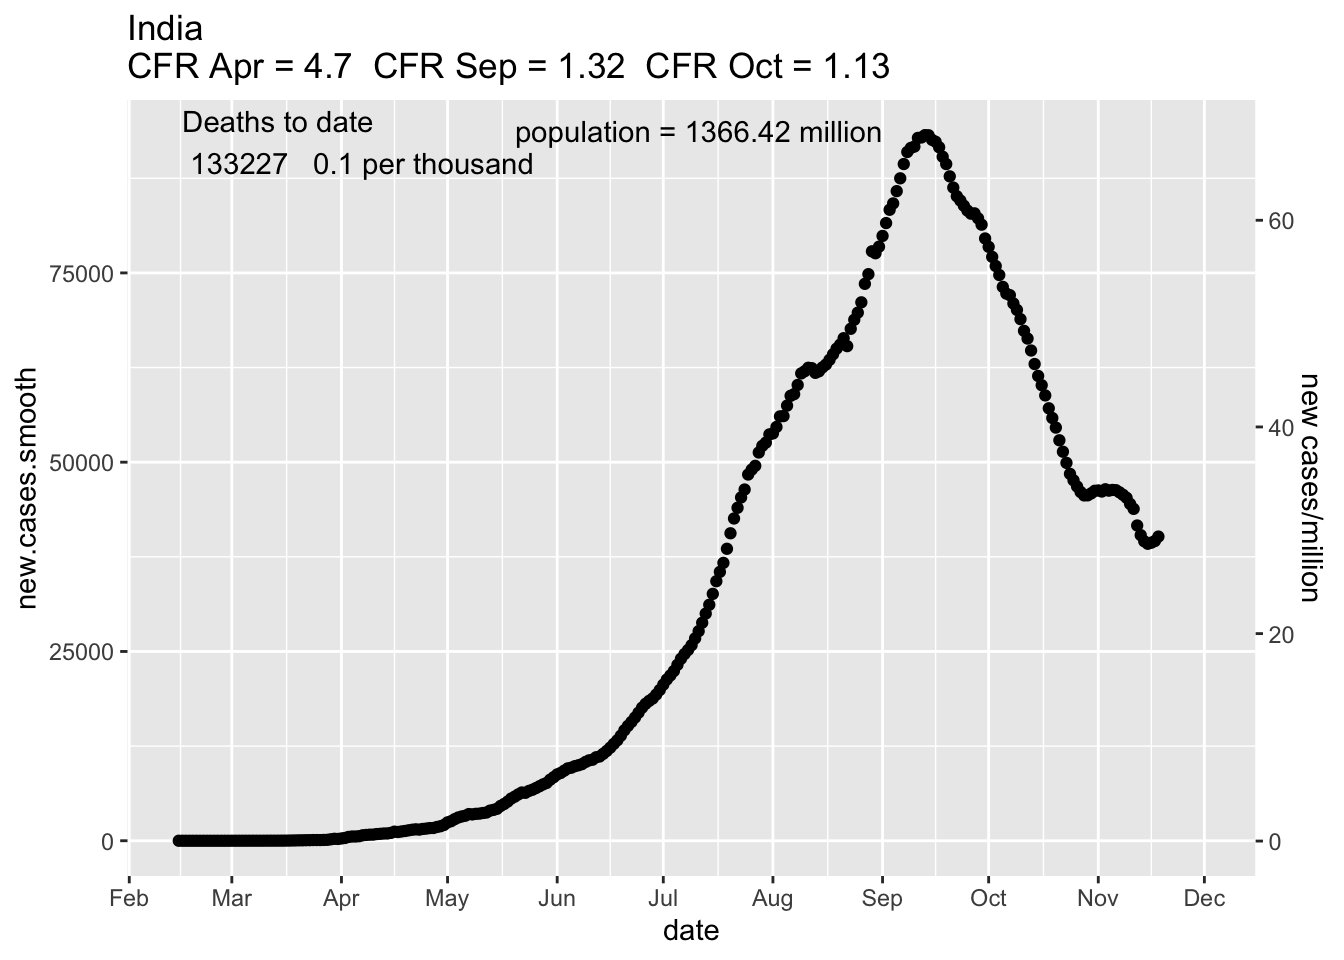 India
CFR Apr = 4.7  CFR Sep = 1.32  CFR Oct = 1.13
Deaths to date
133227   0.1 per thousand
population = 1366.42 million
new.cases.smooth
75000
50000
25000
0
60
40
20
0
new cases/million
Feb Mar Apr May Jun Jul Aug Sep Oct Nov Dec
date